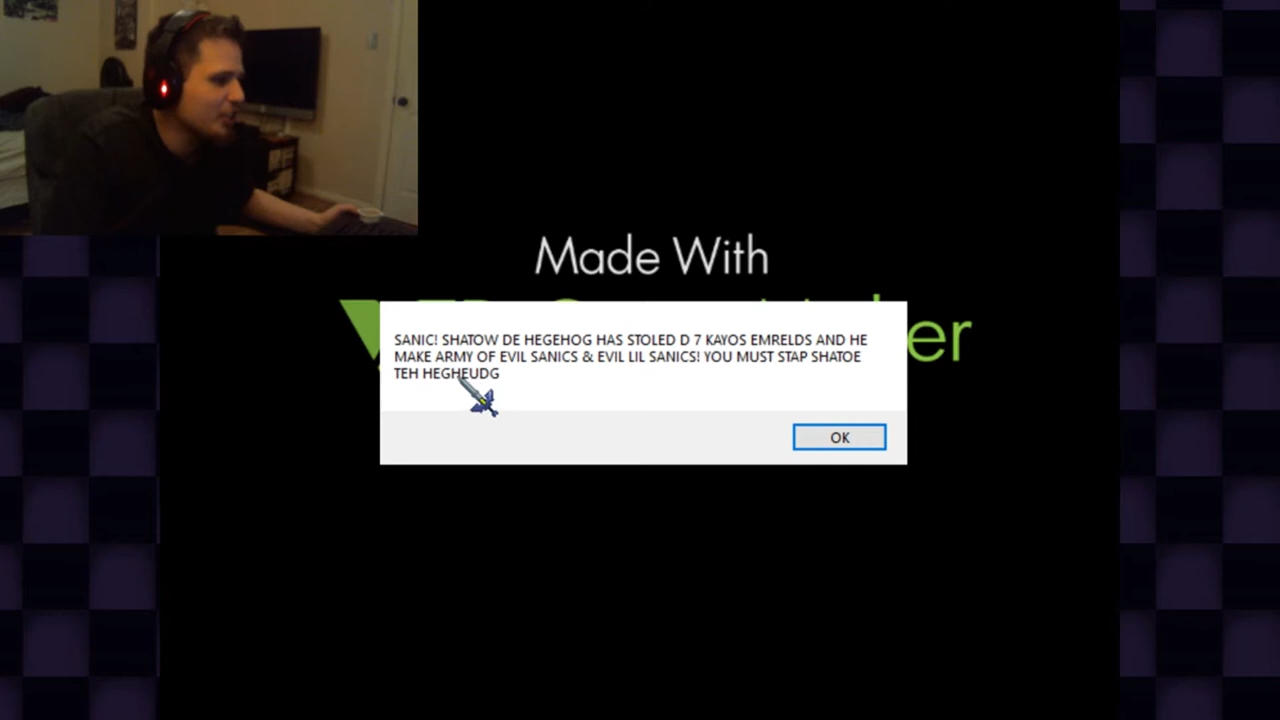 Made With
er
SANIC! SHATOW DE HEGEHOG HAS STOLED D 7 KAYOS EMRELDS AND HE
MAKE ARMY OF EVIL SANICS & EVIL LIL SANICS! YOU MUST STAP SHATOE
TEH HEGHEUDG
OK